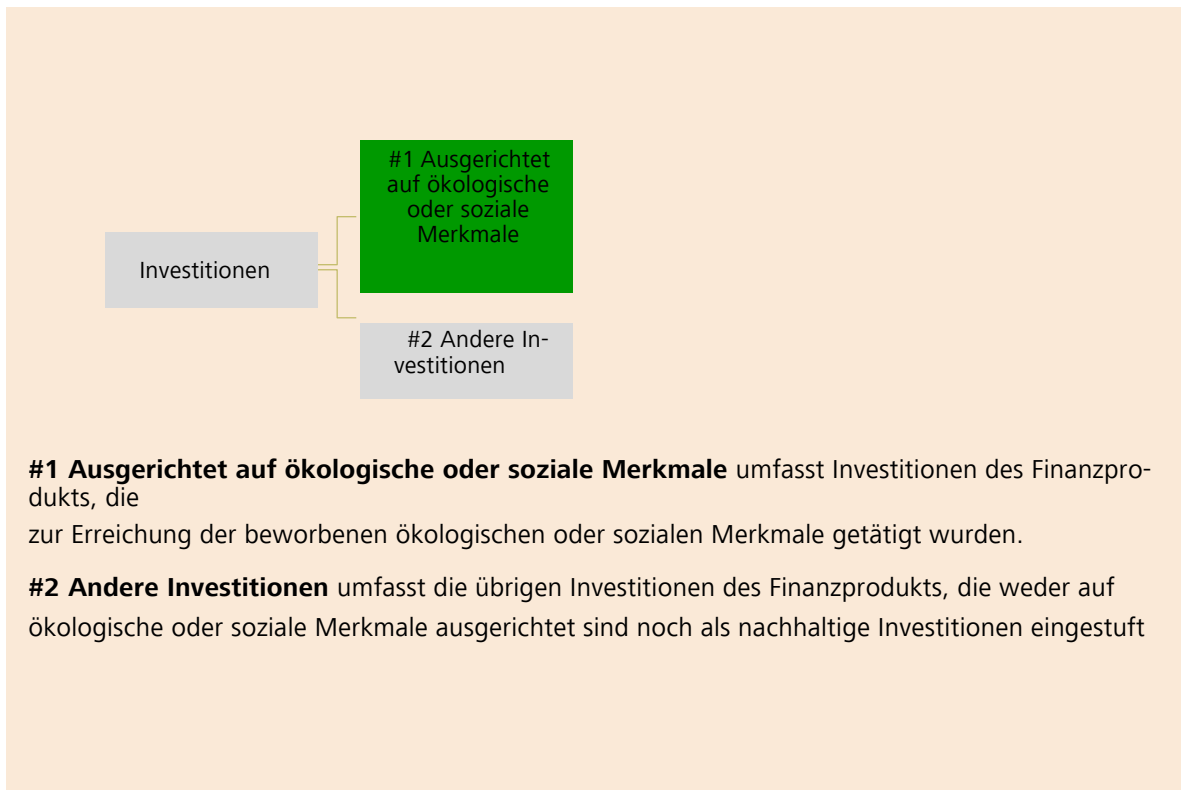 #1 Ausgerichtet
auf ökologische
oder soziale
Merkmale
Investitionen
#2 Andere In-
vestitionen
#1 Ausgerichtet auf ökologische oder soziale Merkmale umfasst Investitionen des Finanzpro-
dukts, die
zur Erreichung der beworbenen ökologischen oder sozialen Merkmale getätigt wurden.
#2 Andere Investitionen umfasst die übrigen Investitionen des Finanzprodukts, die weder auf
ökologische oder soziale Merkmale ausgerichtet sind noch als nachhaltige Investitionen eingestuft